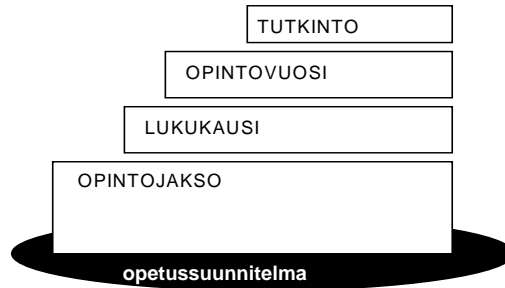 TUTKINTO
OPINTOVUOSI
LUKUKAUSI
OPINTOJAKSO
opetussuunnitelma